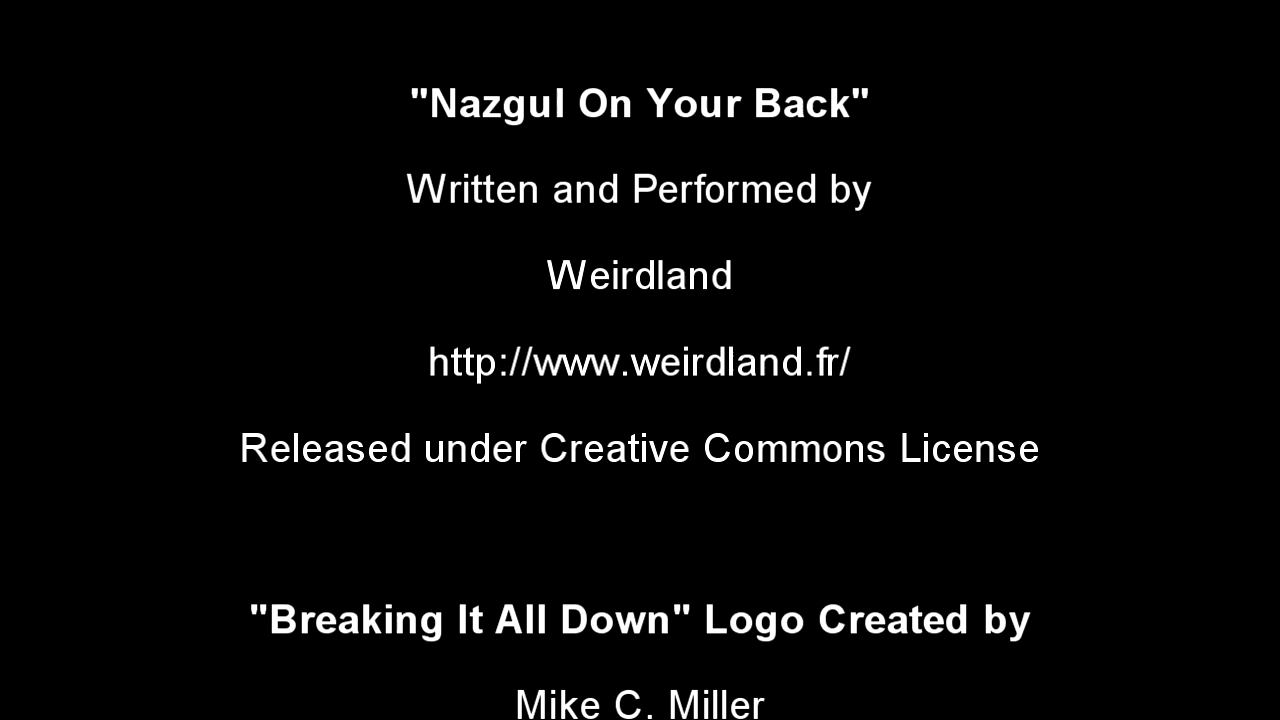 "Nazgul On Your Back"
Written and Performed by
Weirdland
http://www.weirdland.fr/
Released under Creative Commons License
"Breaking It All Down" Logo Created by
Mike C. Miller